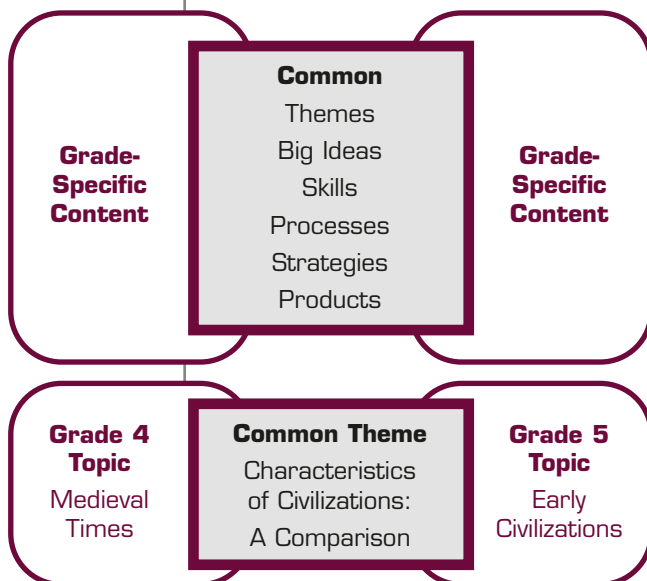 Grade-
Specific
Content
Common
Themes
Big Ideas
Skills
Processes
Strategies
Products
Grade-
Specific
Content
Grade 4
Topic
Medieval
Times
Common Theme
Characteristics
of Civilizations:
A Comparison
Grade 5
Topic
Early
Civilizations